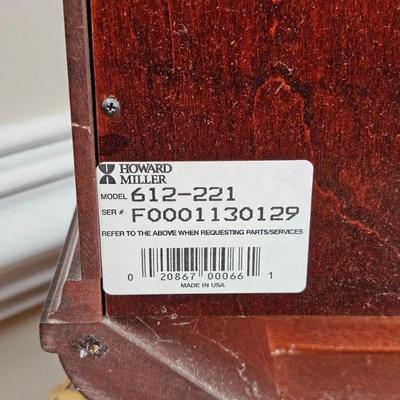 HOWARD
MILLER
MODEL 612-221
SER # F0001130129
REFER TO THE ABOVE WHEN REQUESTING PARTS/SERVICES
0 20867 00066 1
MADE IN USA